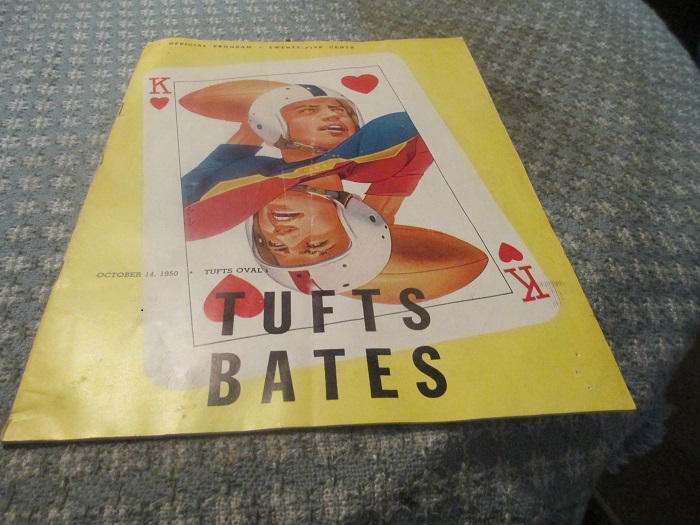 OFFICIAL PROGRAM • TWENTY-FIVE CENTS
K
OCTOBER 14, 1950 • TUFTS OVAL
K
TUFTS
BATES